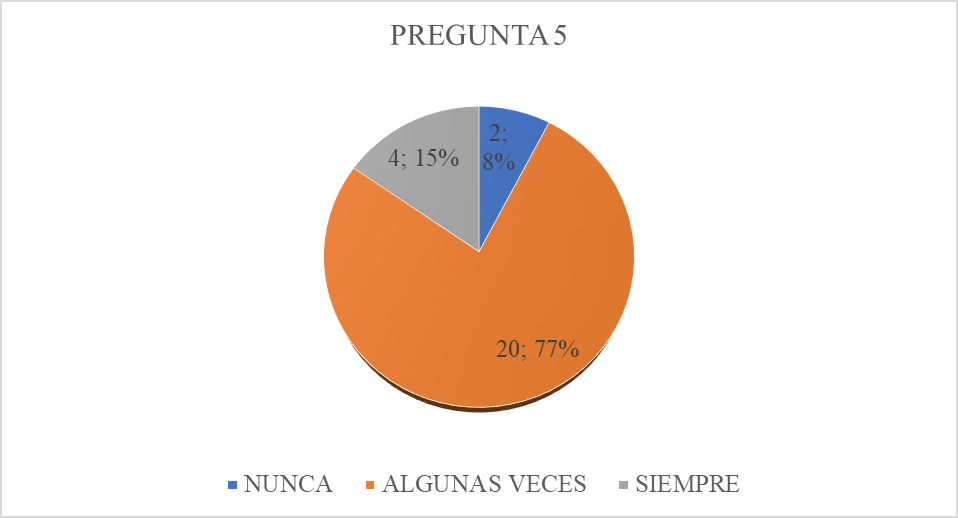 PREGUNTA 5
2;
8%
4; 15%
20; 77%
NUNCA
ALGUNAS VECES
SIEMPRE